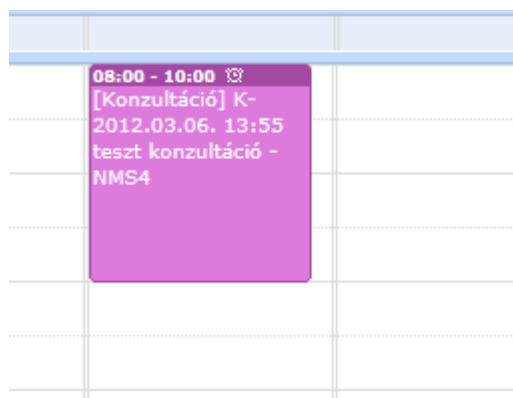 08:00 - 10:00
[Konzultáció] K-
2012.03.06. 13:55
teszt konzultáció -
NMS4